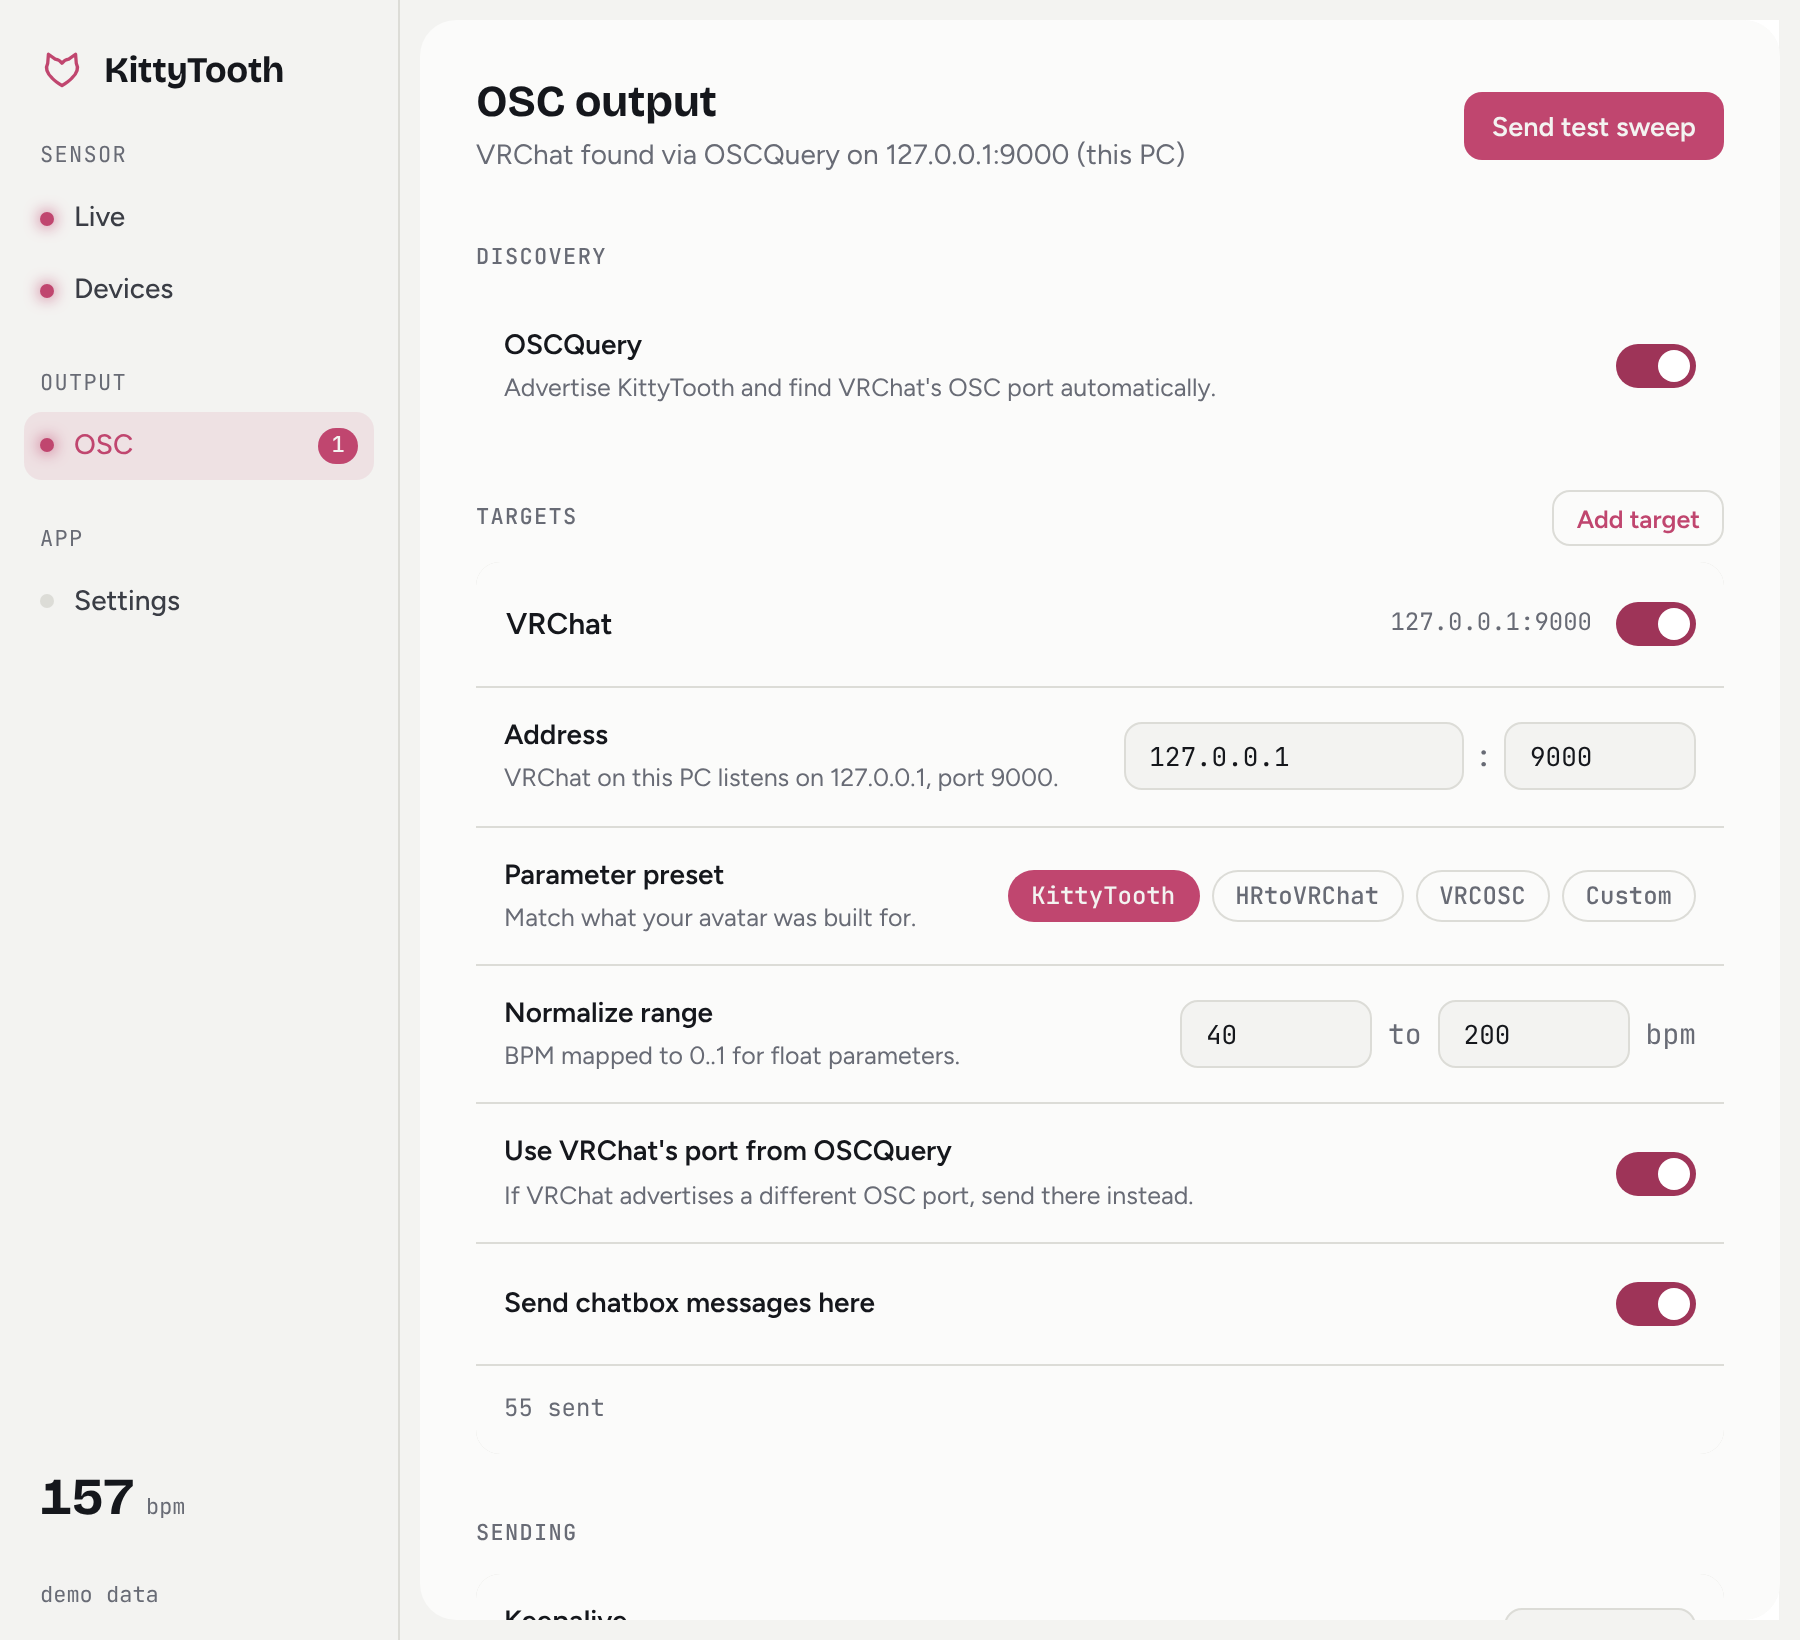 KittyTooth
SENSOR
Live
Devices
OUTPUT
OSC 1
APP
Settings
157 bpm
demo data
OSC output
VRChat found via OSCQuery on 127.0.0.1:9000 (this PC)
Send test sweep
DISCOVERY
OSCQuery
Advertise KittyTooth and find VRChat's OSC port automatically.
TARGETS
Add target
VRChat
127.0.0.1:9000
Address
VRChat on this PC listens on 127.0.0.1, port 9000.
127.0.0.1 : 9000
Parameter preset
Match what your avatar was built for.
KittyTooth HRtoVRChat VRCOSC Custom
Normalize range
BPM mapped to 0..1 for float parameters.
40 to 200 bpm
Use VRChat's port from OSCQuery
If VRChat advertises a different OSC port, send there instead.
Send chatbox messages here
55 sent
SENDING
Keepalive